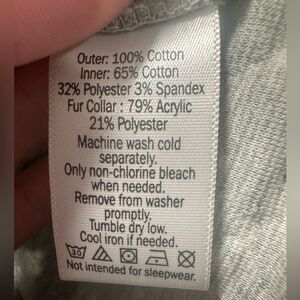 Outer: 100% Cotton
Inner: 65% Cotton
32% Polyester 3% Spandex
Fur Collar : 79% Acrylic
21% Polyester
Machine wash cold
separately.
Only non-chlorine bleach
when needed.
Remove from washer
promptly.
Tumble dry low.
Cool iron if needed.
30
Not intended for sleepwear.